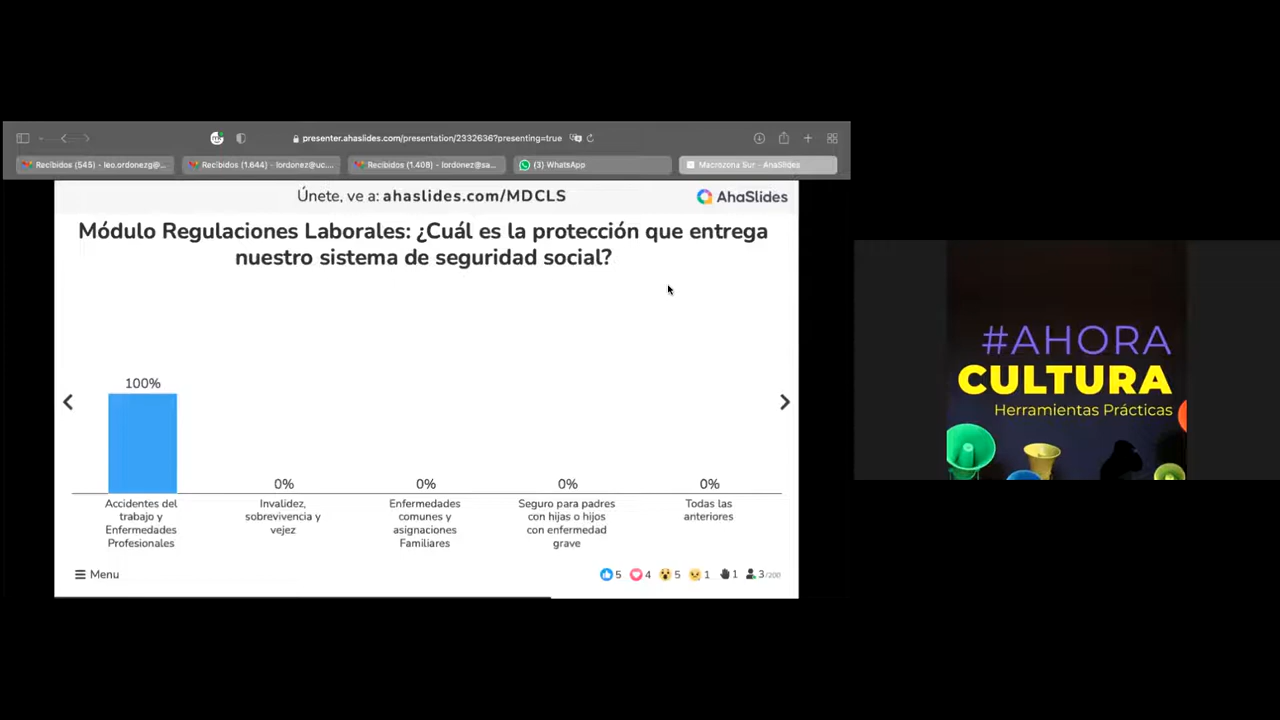 presenter.ahaslides.com/presentation/2332636?presenting=true
Recibidos (545) - leo.ordonezg@...
Recibidos (1.644) - lordonez@uc....
Recibidos (1.408) - lordonez@sa...
(3) WhatsApp
Macrozona Sur - AhaSlides
Únete, ve a: ahaslides.com/MDCLS
AhaSlides
Módulo Regulaciones Laborales: ¿Cuál es la protección que entrega
nuestro sistema de seguridad social?
100%
0%
0%
0%
0%
Accidentes del
trabajo y
Enfermedades
Profesionales
Invalidez,
sobrevivencia y
vejez
Enfermedades
comunes y
asignaciones
Familiares
Seguro para padres
con hijas o hijos
con enfermedad
grave
Todas las
anteriores
Menu
5
4
5
1
1
3/200
#AHORA
CULTURA
Herramientas Prácticas